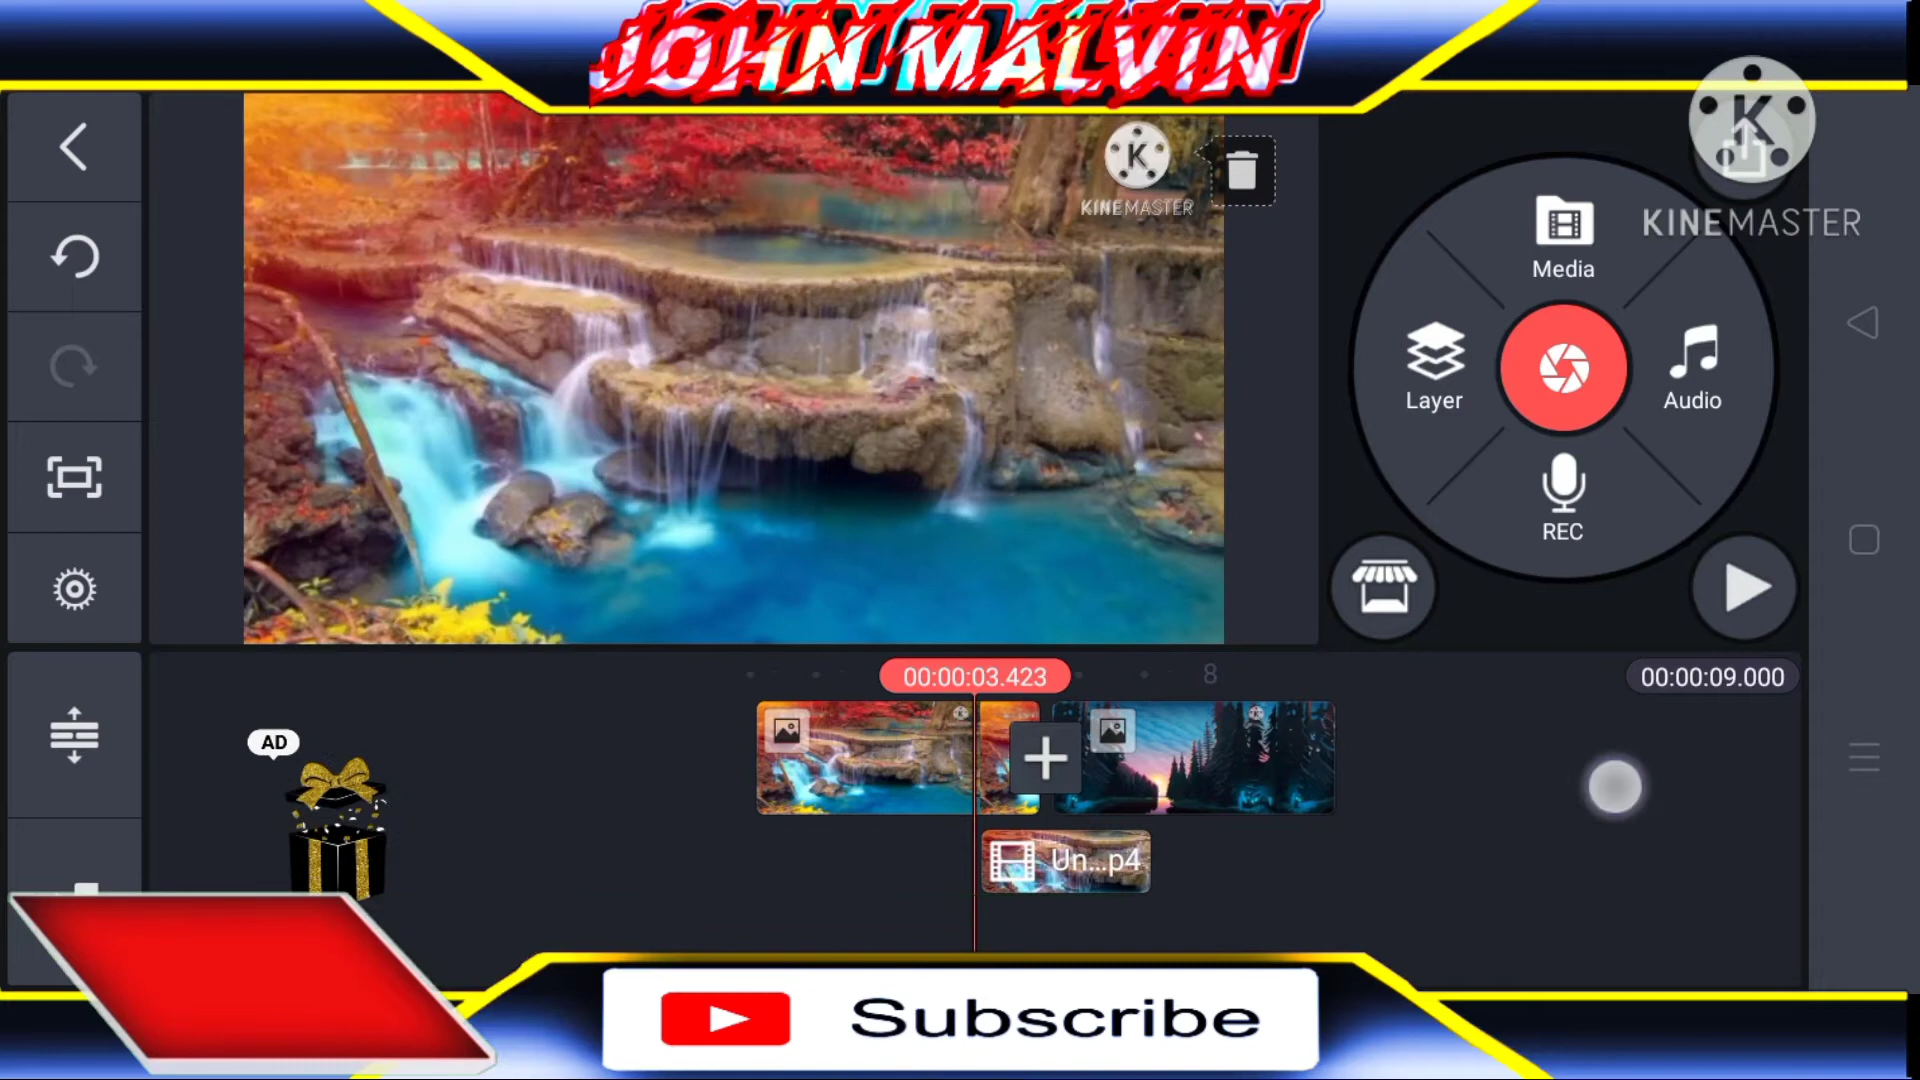 JOHN MALVIN
KINEMASTER
KINEMASTER
Media
Layer
Audio
REC
00:00:03.423
8
00:00:09.000
AD
Un...p4
Subscribe